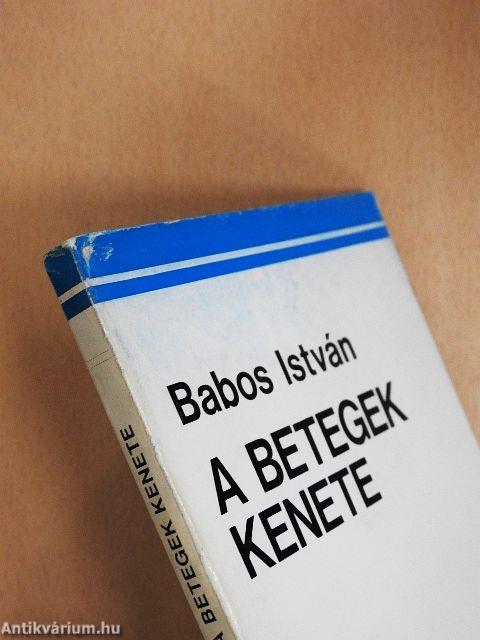 Babos István
A BETEGEK
KENETE
A BETEGEK KENETE
Antikvárium.hu